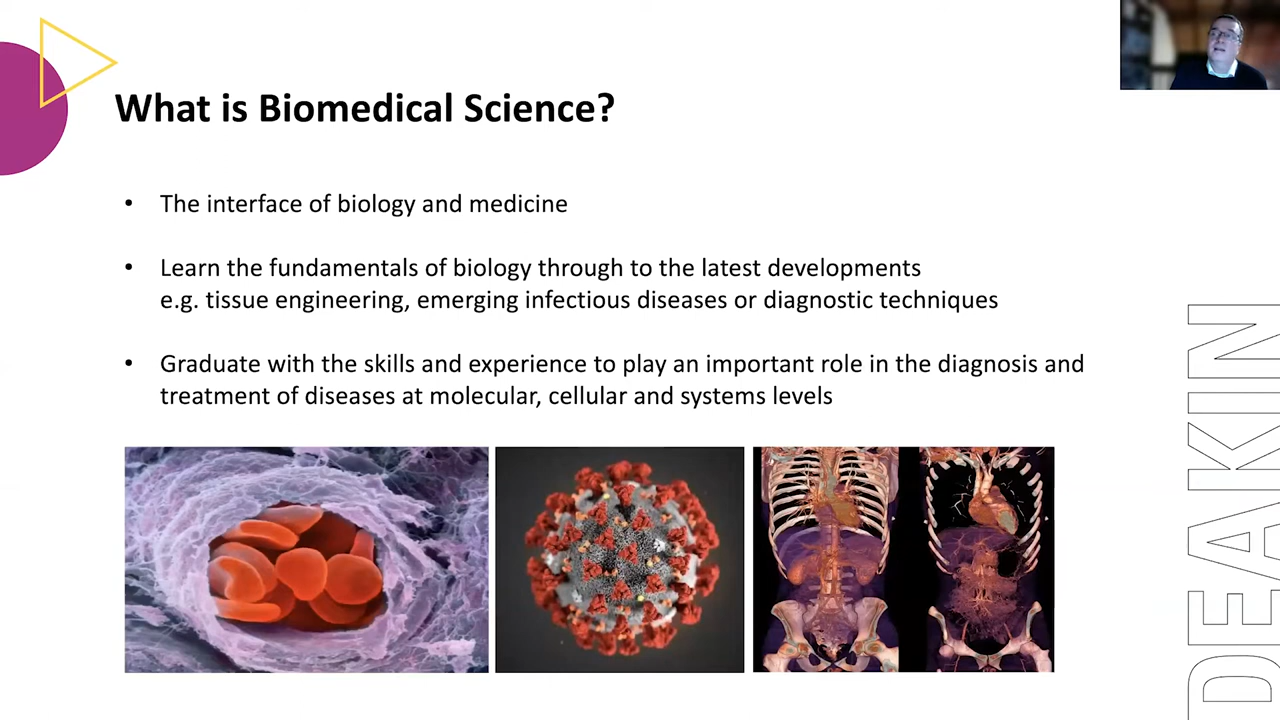 What is Biomedical Science?
• The interface of biology and medicine
• Learn the fundamentals of biology through to the latest developments
e.g. tissue engineering, emerging infectious diseases or diagnostic techniques
• Graduate with the skills and experience to play an important role in the diagnosis and
treatment of diseases at molecular, cellular and systems levels
DEAKIN